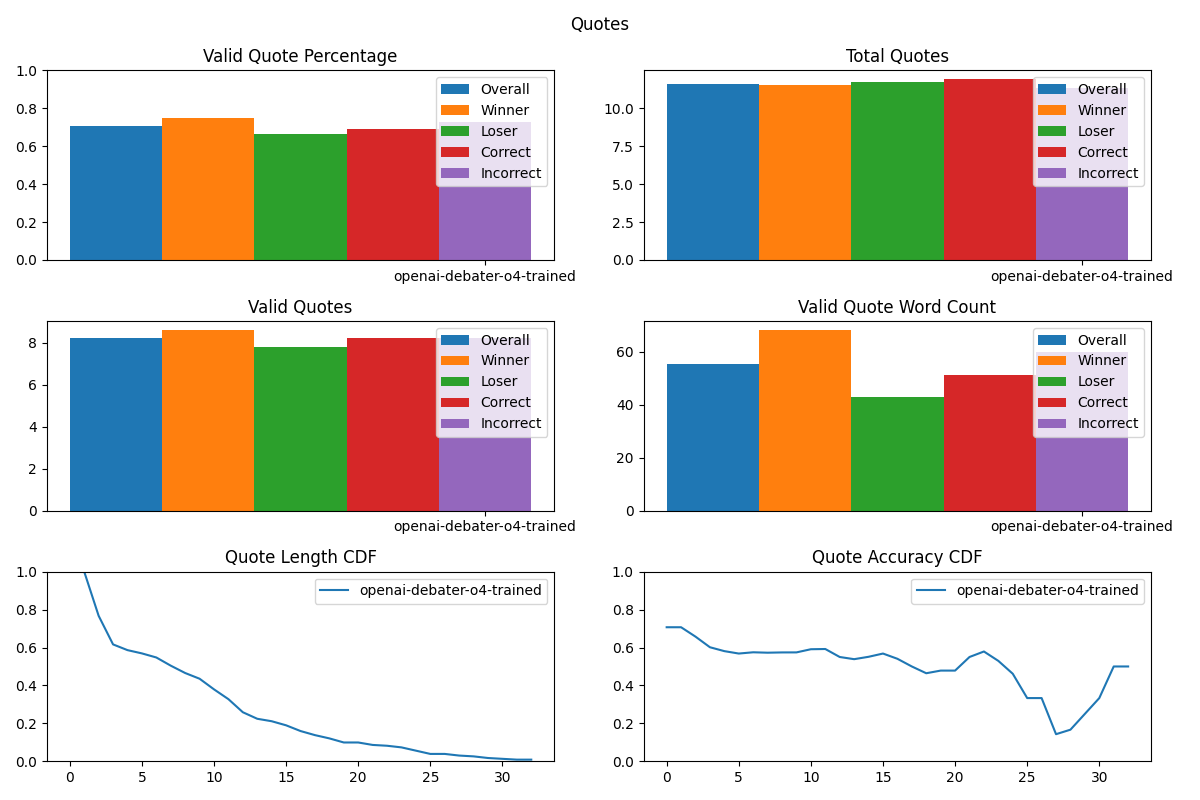 Quotes
Valid Quote Percentage
1.0
0.8
0.6
0.4
0.2
0.0
Overall
Winner
Loser
Correct
Incorrect
openai-debater-o4-trained
Total Quotes
10.0
7.5
5.0
2.5
0.0
Overall
Winner
Loser
Correct
Incorrect
openai-debater-o4-trained
Valid Quotes
8
6
4
2
0
Overall
Winner
Loser
Correct
Incorrect
openai-debater-o4-trained
Valid Quote Word Count
60
40
20
0
Overall
Winner
Loser
Correct
Incorrect
openai-debater-o4-trained
Quote Length CDF
1.0
0.8
0.6
0.4
0.2
0.0
openai-debater-o4-trained
0 5 10 15 20 25 30
Quote Accuracy CDF
1.0
0.8
0.6
0.4
0.2
0.0
openai-debater-o4-trained
0 5 10 15 20 25 30